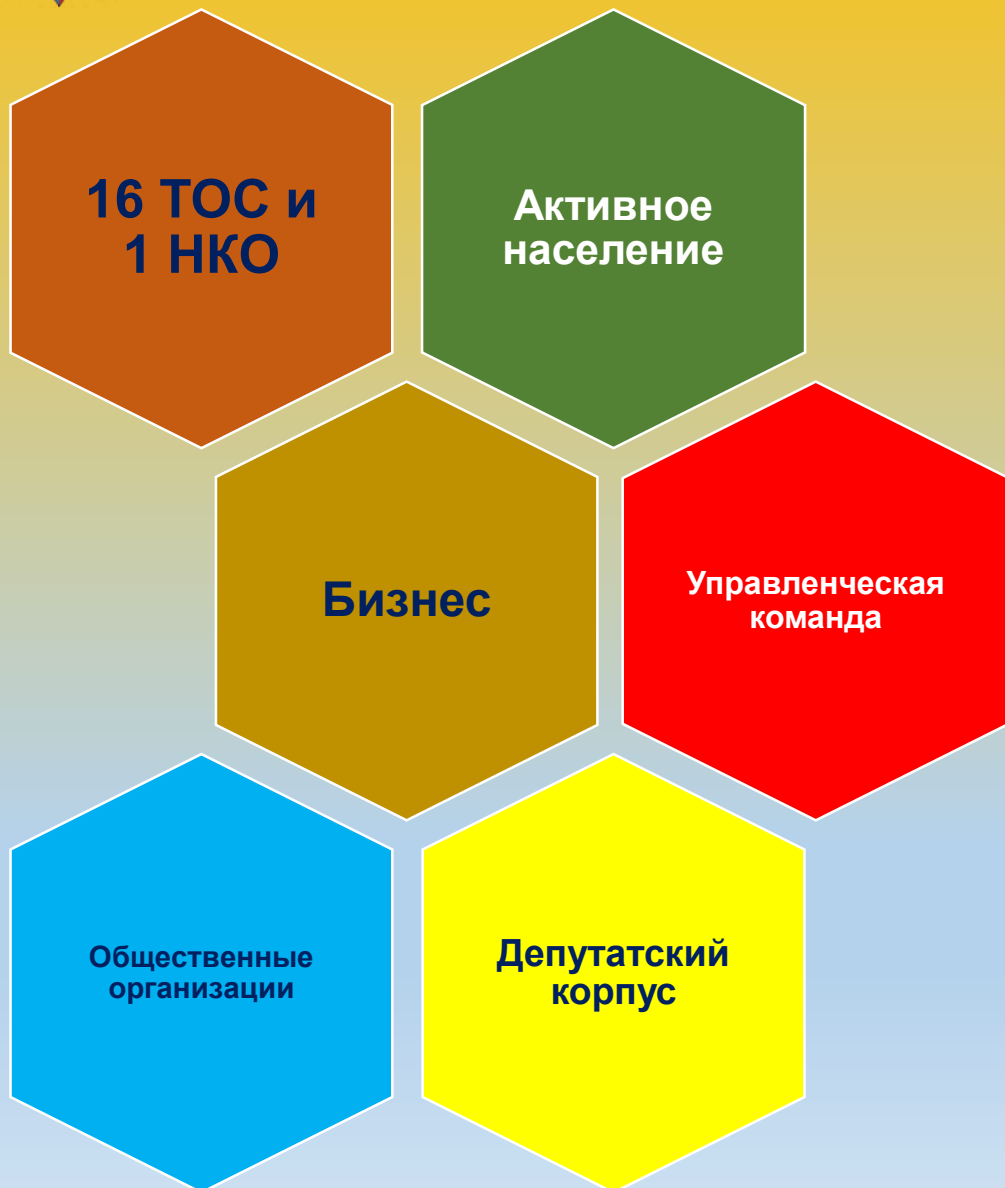 16 ТОС и
1 НКО
Активное
население
Бизнес
Управленческая
команда
Общественные
организации
Депутатский
корпус